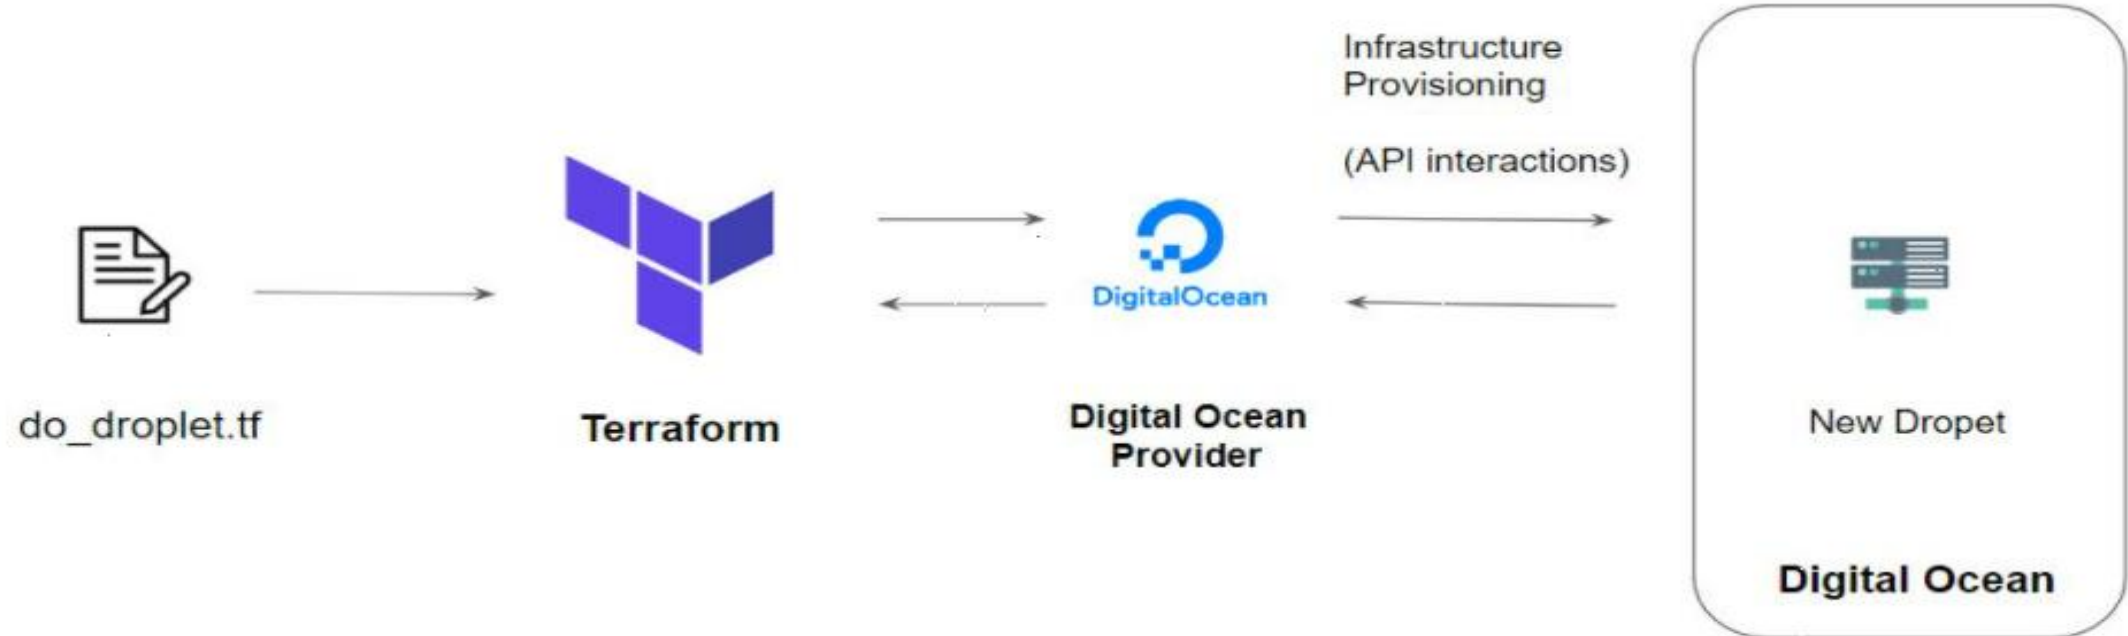 do_droplet.tf
Terraform
DigitalOcean
Digital Ocean
Provider
Infrastructure
Provisioning
(API interactions)
New Dropet
Digital Ocean